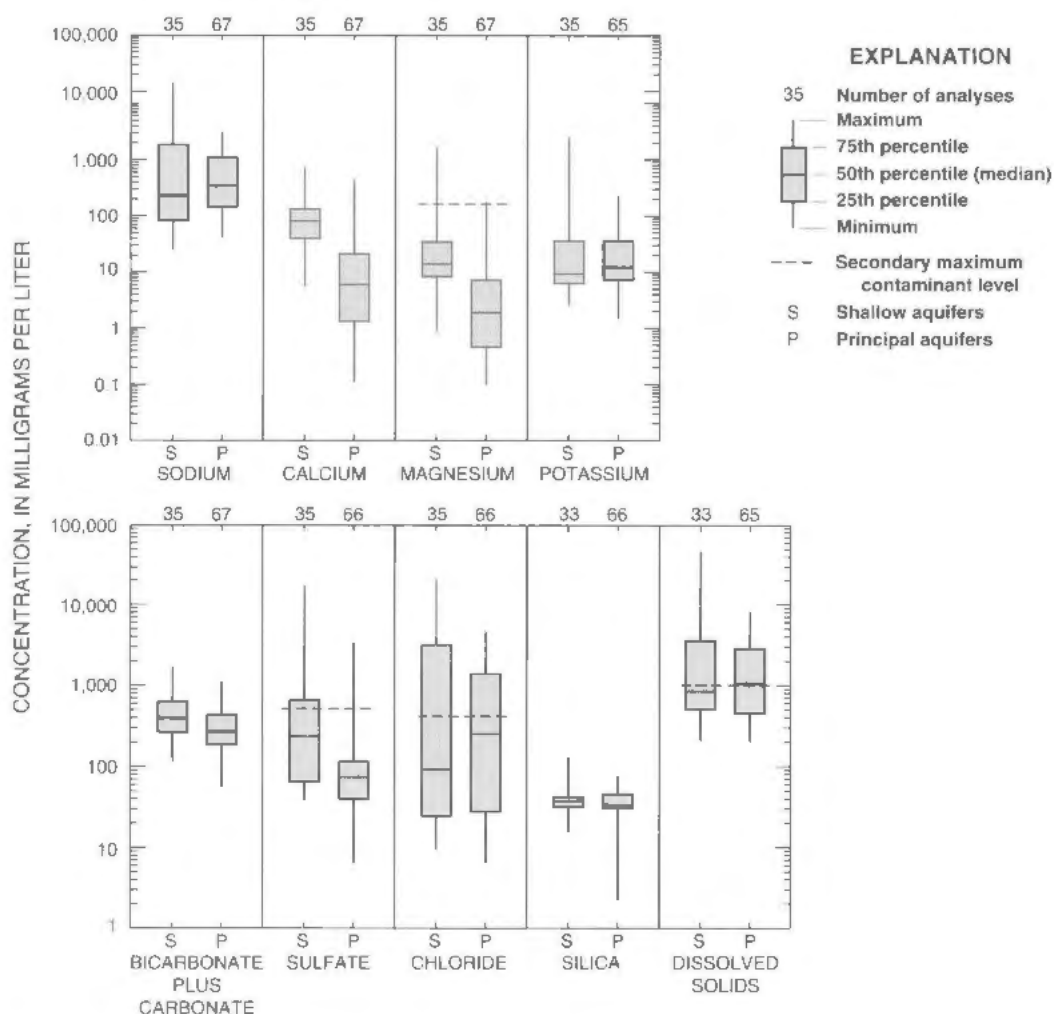 CONCENTRATION, IN MILLIGRAMS PER LITER
35 67 35 67 35 67 35 65
100,000
10,000
1.000
100
10
1
0.1
0.01
S P S P S P S P
SODIUM CALCIUM MAGNESIUM POTASSIUM
EXPLANATION
35 Number of analyses
Maximum
75th percentile
50th percentile (median)
25th percentile
Minimum
Secondary maximum
contaminant level
S Shallow aquifers
P Principal aquifers
35 67 35 66 35 66 33 66 33 65
100,000
10,000
1,000
100
10
1
S P S P S P S P S P
BICARBONATE SULFATE CHLORIDE SILICA DISSOLVED
PLUS SOLIDS
CARBONATE